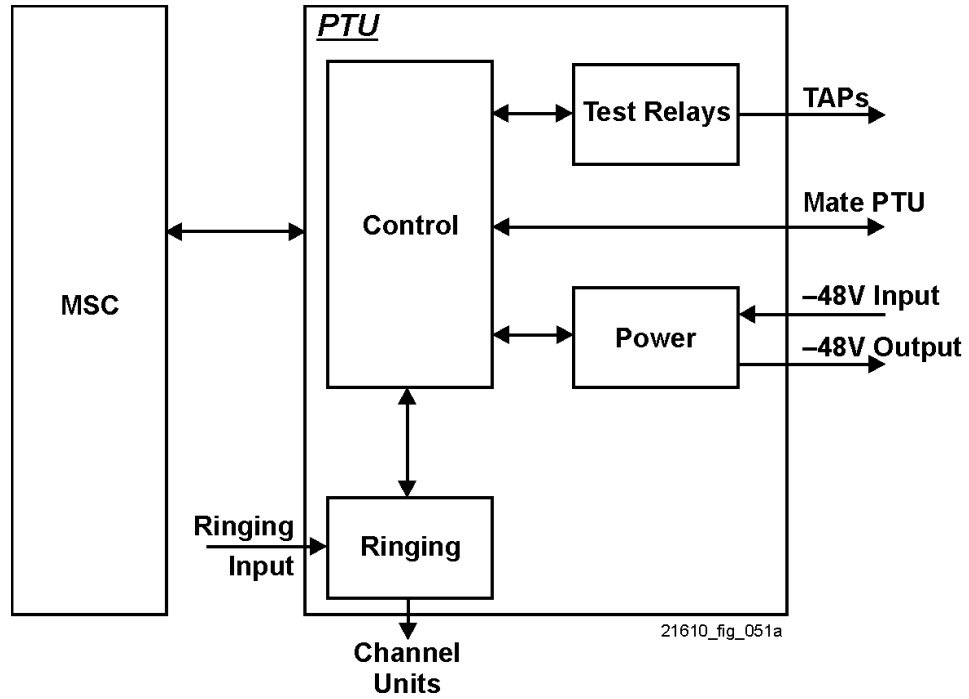 PTU
MSC
Control
Test Relays
TAPs
Mate PTU
Power
–48V Input
–48V Output
Ringing
Input
Ringing
Channel
Units
21610_fig_051a